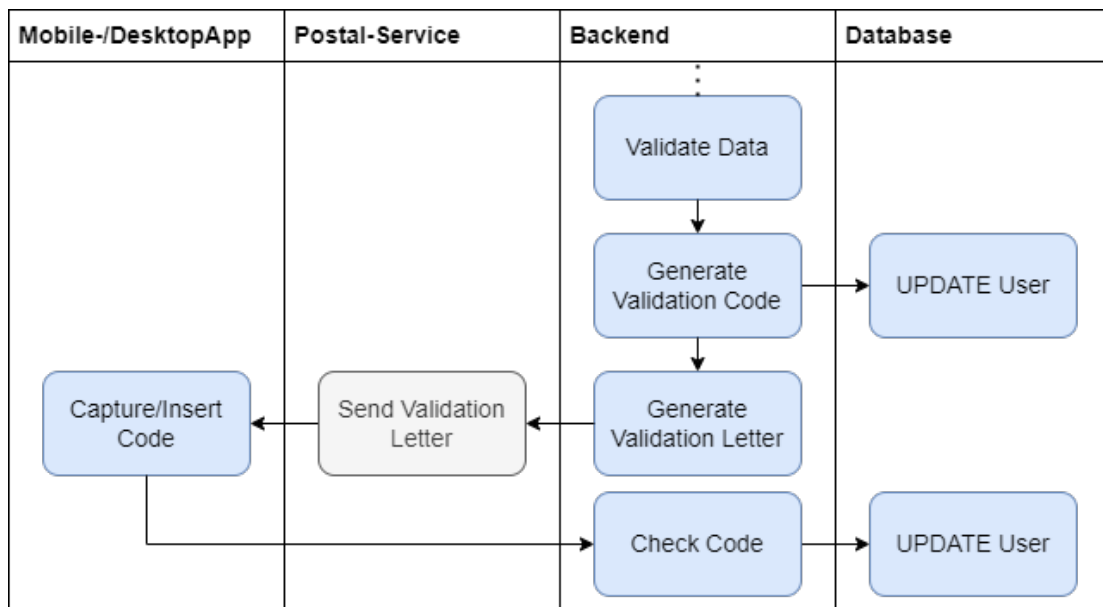 Mobile-/DesktopApp
Postal-Service
Backend
Database
Validate Data
Generate
Validation Code
UPDATE User
Capture/Insert
Code
Send Validation
Letter
Generate
Validation Letter
Check Code
UPDATE User